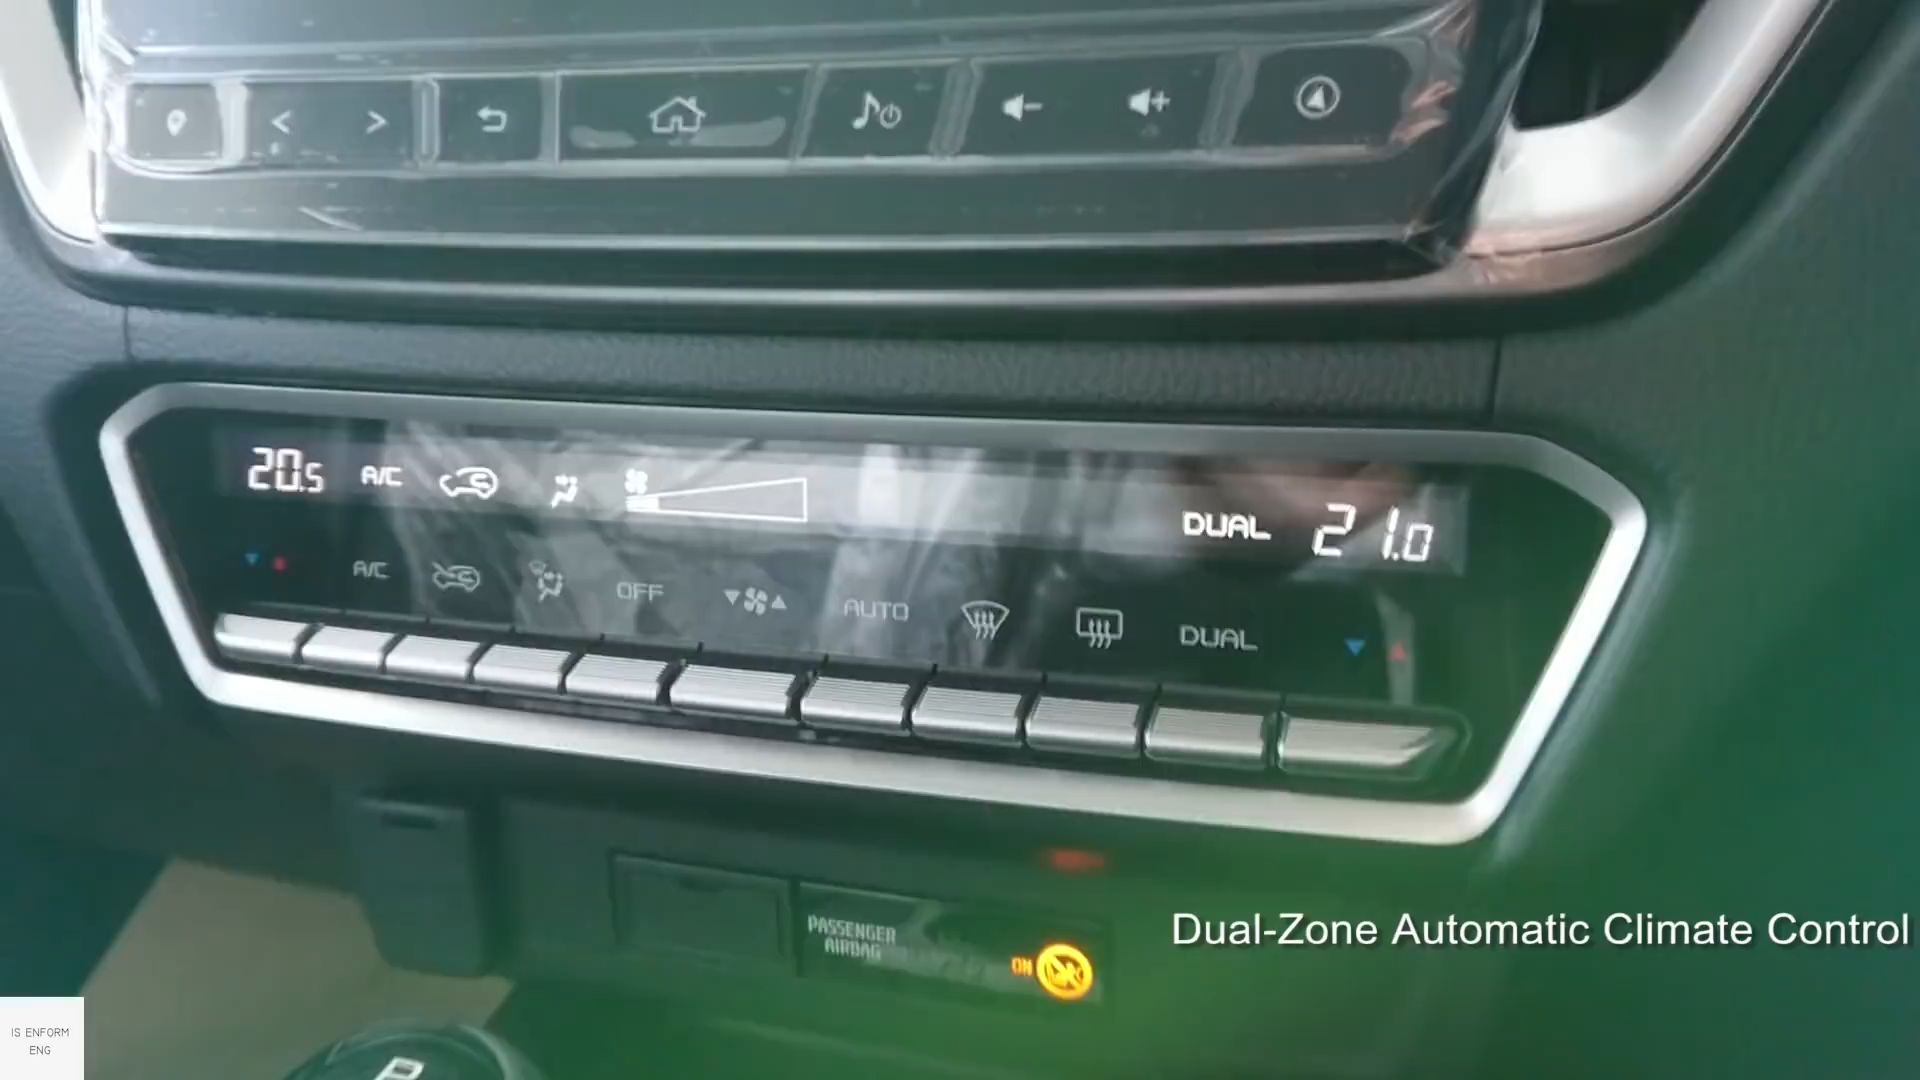 20.5 A/C DUAL 21.0
A/C OFF AUTO DUAL
PASSENGER
AIRBAG
ON
Dual-Zone Automatic Climate Control
IS ENFORM
ENG
P